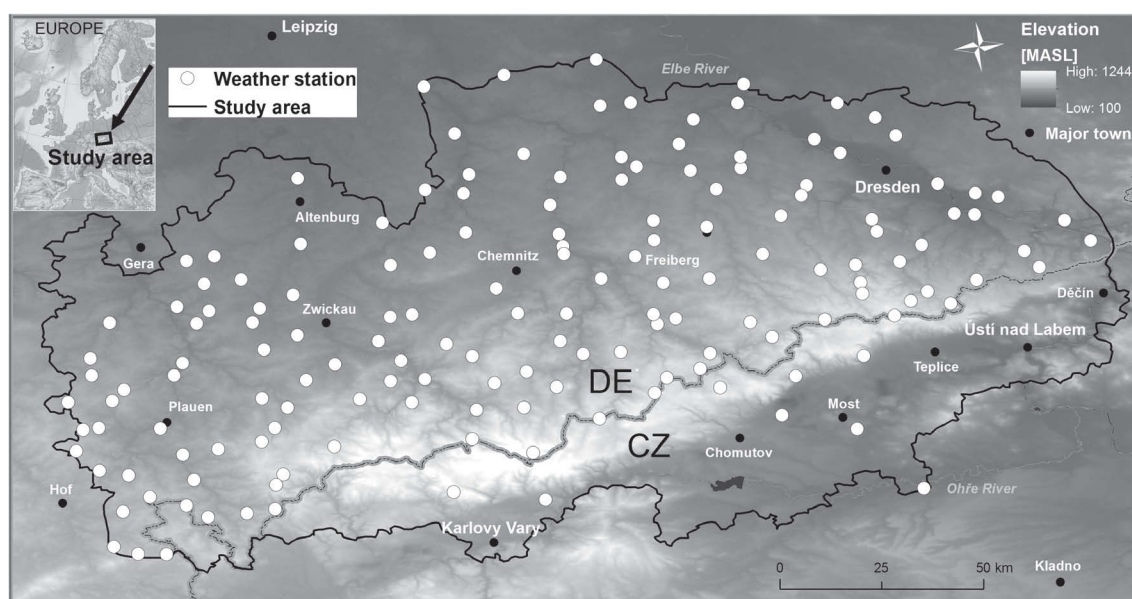 EUROPE
Study area
Leipzig
Weather station
Study area
Elbe River
Elevation
[MASL]
High: 1244
Low: 100
Major town
Dresden
Altenburg
Gera
Chemnitz
Freiberg
Zwickau
Děčín
Ústí nad Labem
Teplice
DE
Plauen
Most
CZ
Chomutov
Hof
Ohře River
Karlovy Vary
Kladno
0
25
50 km